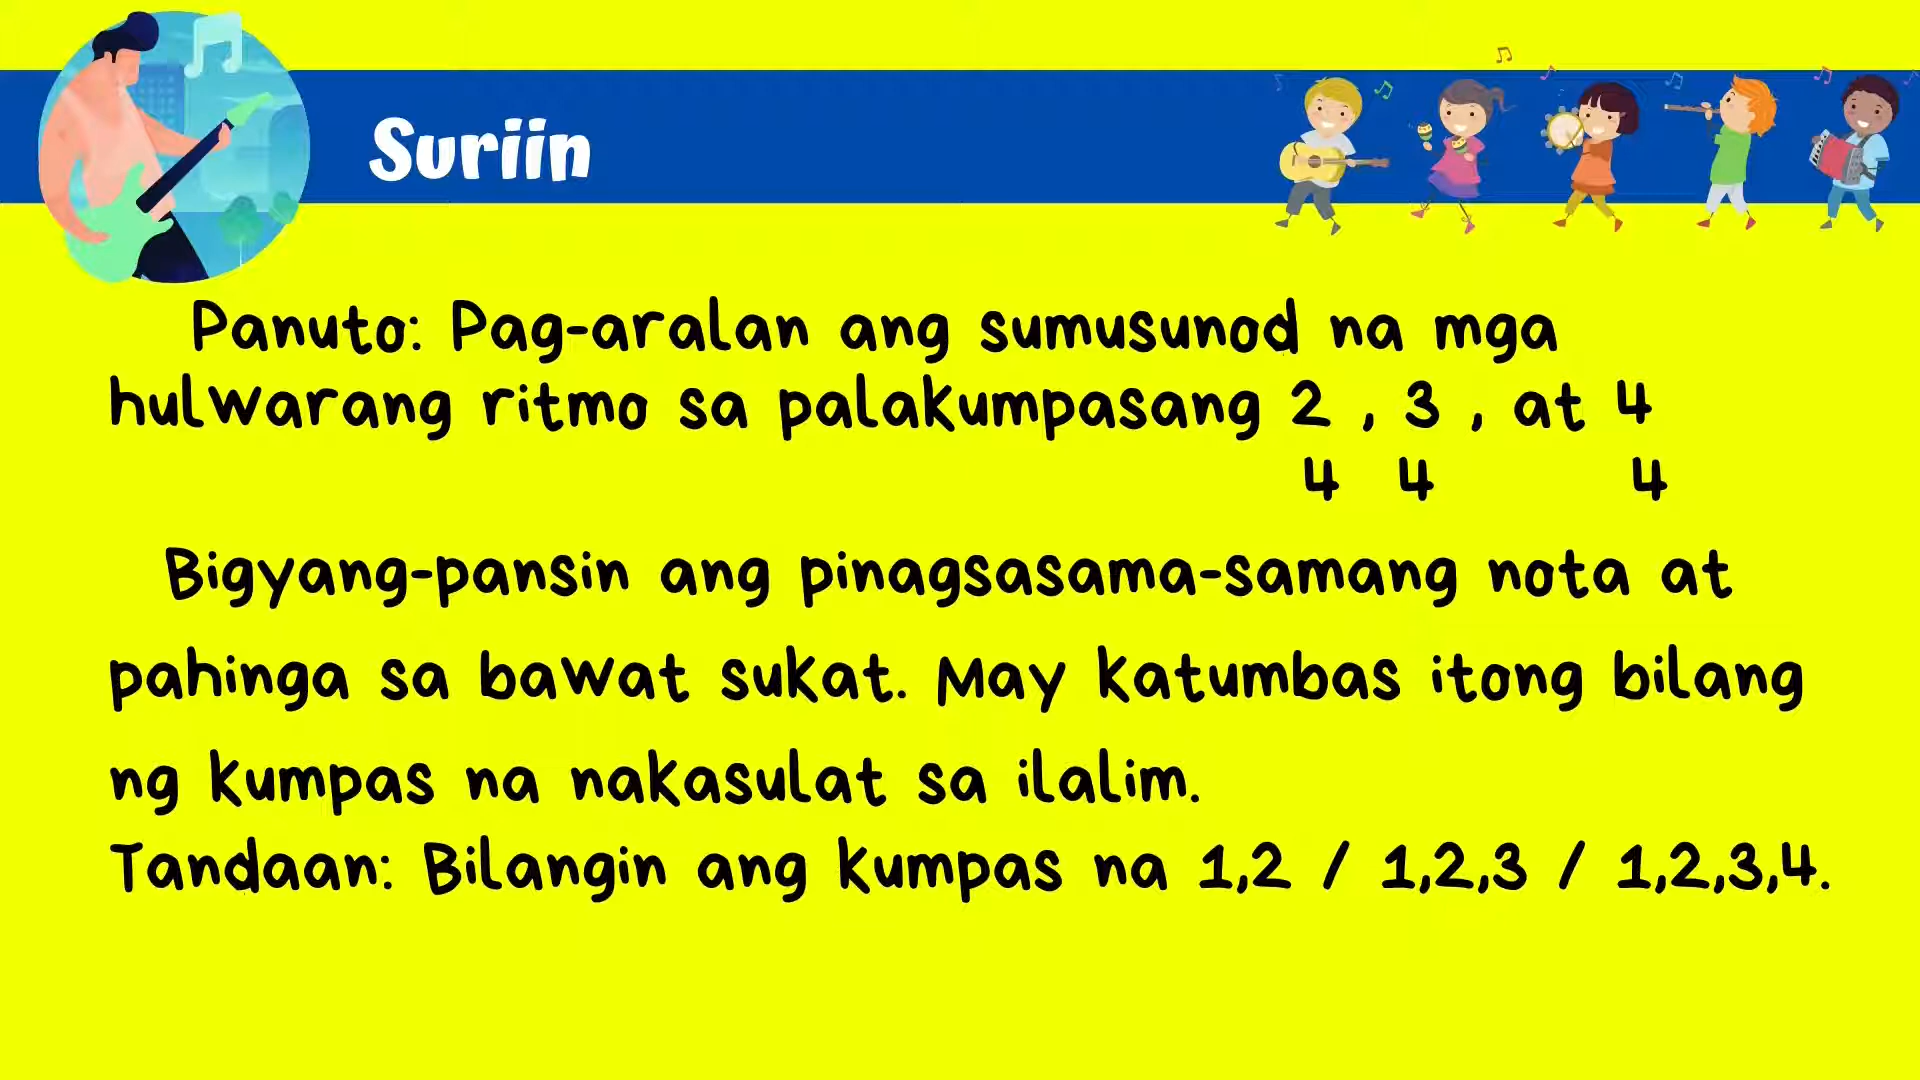 Suriin
Panuto: Pag-aralan ang sumusunod na mga
hulwarang ritmo sa palakumpasang 2 , 3 , at 4
4 4 4
Bigyang-pansin ang pinagsasama-samang nota at
pahinga sa bawat sukat. May katumbas itong bilang
ng kumpas na nakasulat sa ilalim.
Tandaan: Bilangin ang kumpas na 1,2 / 1,2,3 / 1,2,3,4.